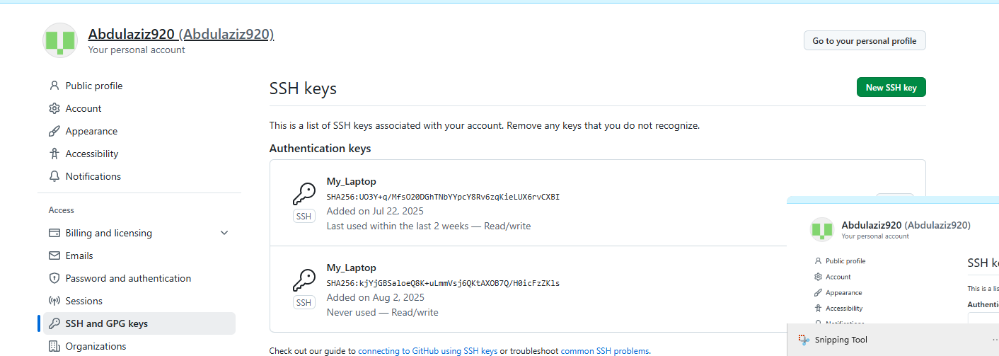 Abdulaziz920 (Abdulaziz920)
Your personal account
Go to your personal profile
Public profile
Account
Appearance
Accessibility
Notifications
Access
Billing and licensing
Emails
Password and authentication
Sessions
SSH and GPG keys
Organizations
SSH keys
New SSH key
This is a list of SSH keys associated with your account. Remove any keys that you do not recognize.
Authentication keys
My_Laptop
SHA256:UO3Y+q/MfsO20DGhTNbYYpcY8Rv6zqKieLUX6rvCXBI
SSH
Added on Jul 22, 2025
Last used within the last 2 weeks — Read/write
My_Laptop
SHA256:kjYjGBSaloeQ8K+uLmmVsj6QKtAXOB7Q/H0icFzZKls
SSH
Added on Aug 2, 2025
Never used — Read/write
Check out our guide to connecting to GitHub using SSH keys or troubleshoot common SSH problems.
Abdulaziz920 (Abdulaziz920)
Your personal account
Public profile
Account
Appearance
Accessibility
SSH
This is a
Snipping Tool